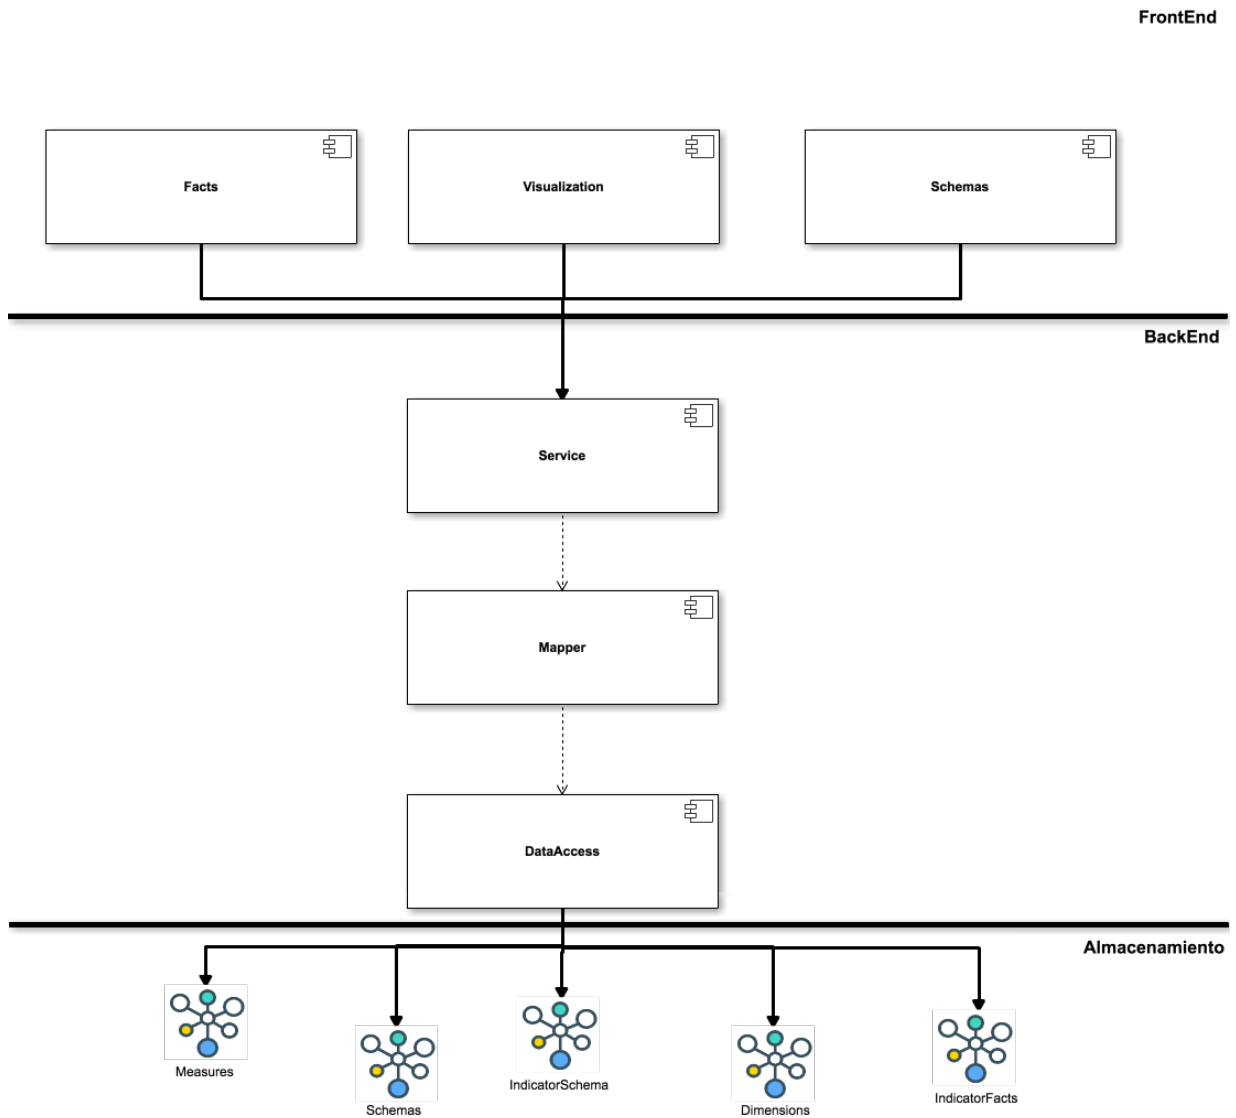 FrontEnd
Facts
Visualization
Schemas
BackEnd
Service
Mapper
DataAccess
Almacenamiento
Measures
Schemas
IndicatorSchema
Dimensions
IndicatorFacts